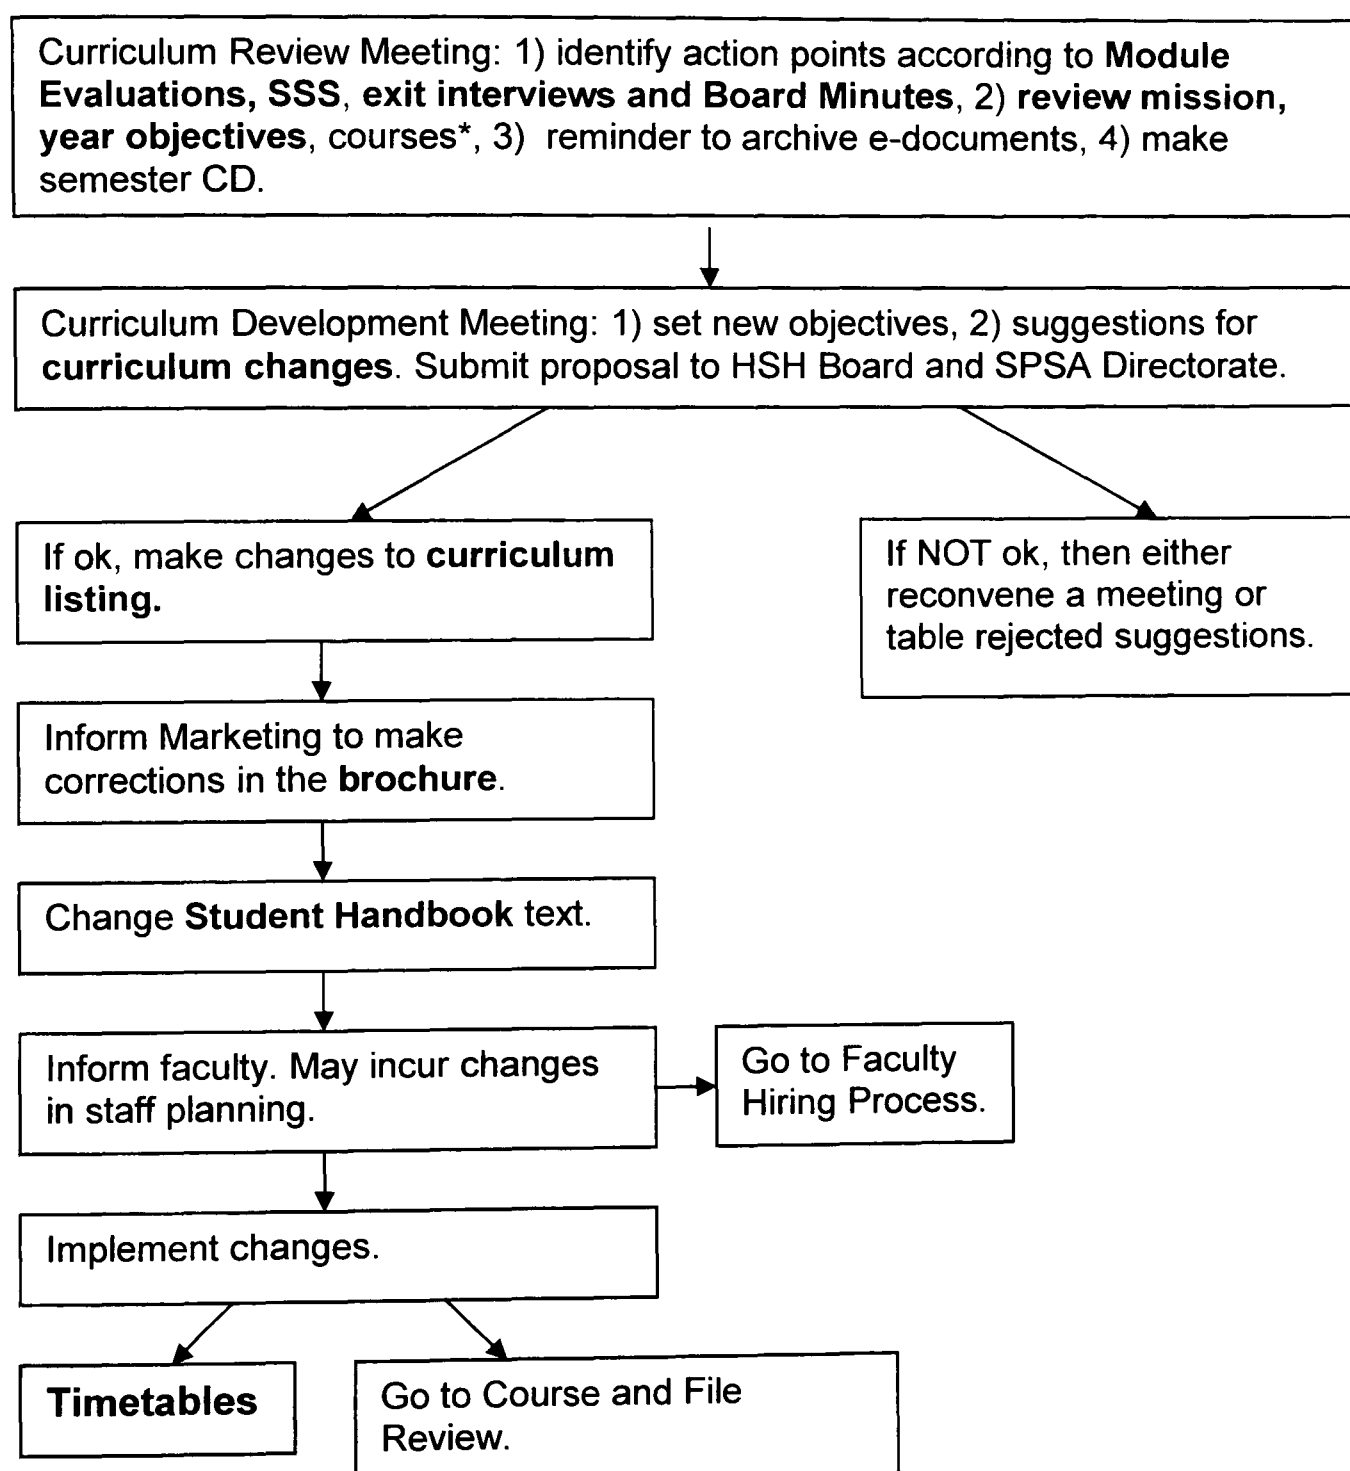 Curriculum Review Meeting: 1) identify action points according to Module
Evaluations, SSS, exit interviews and Board Minutes, 2) review mission,
year objectives, courses*, 3) reminder to archive e-documents, 4) make
semester CD.
Curriculum Development Meeting: 1) set new objectives, 2) suggestions for
curriculum changes. Submit proposal to HSH Board and SPSA Directorate.
If ok, make changes to curriculum
listing.
If NOT ok, then either
reconvene a meeting or
table rejected suggestions.
Inform Marketing to make
corrections in the brochure.
Change Student Handbook text.
Inform faculty. May incur changes
in staff planning.
Go to Faculty
Hiring Process.
Implement changes.
Timetables
Go to Course and File
Review.